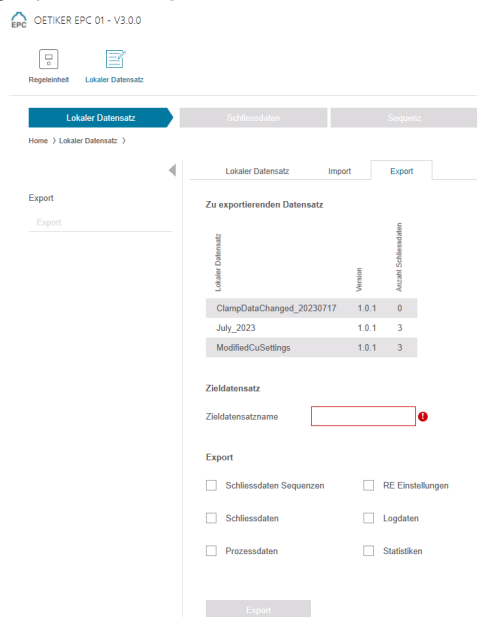 EPC OETIKER EPC 01 - V3.0.0
Regeleinheit Lokaler Datensatz
Lokaler Datensatz Schliessdaten Sequenz
Home > Lokaler Datensatz >
Lokaler Datensatz Import Export
Export
Export
Zu exportierenden Datensatz
Lokaler Datensatz Version Anzahl Schliessdaten
ClampDataChanged_20230717 1.0.1 0
July_2023 1.0.1 3
ModifiedCuSettings 1.0.1 3
Zieldatensatz
Zieldatensatzname
Export
Schliessdaten Sequenzen RE Einstellungen
Schliessdaten Logdaten
Prozessdaten Statistiken
Export